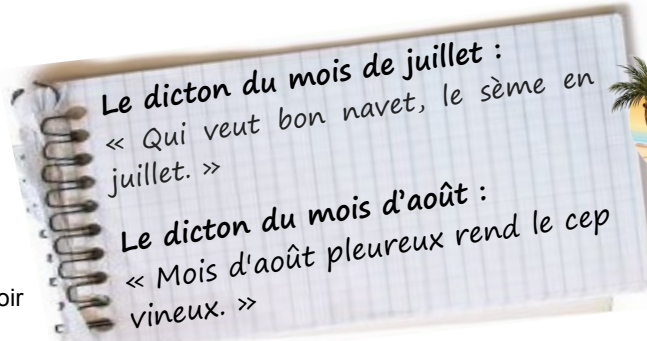 Le dicton du mois de juillet :
« Qui veut bon navet, le sème en
juillet. »
Le dicton du mois d'août :
« Mois d'août pleureux rend le cep
vineux. »
oir